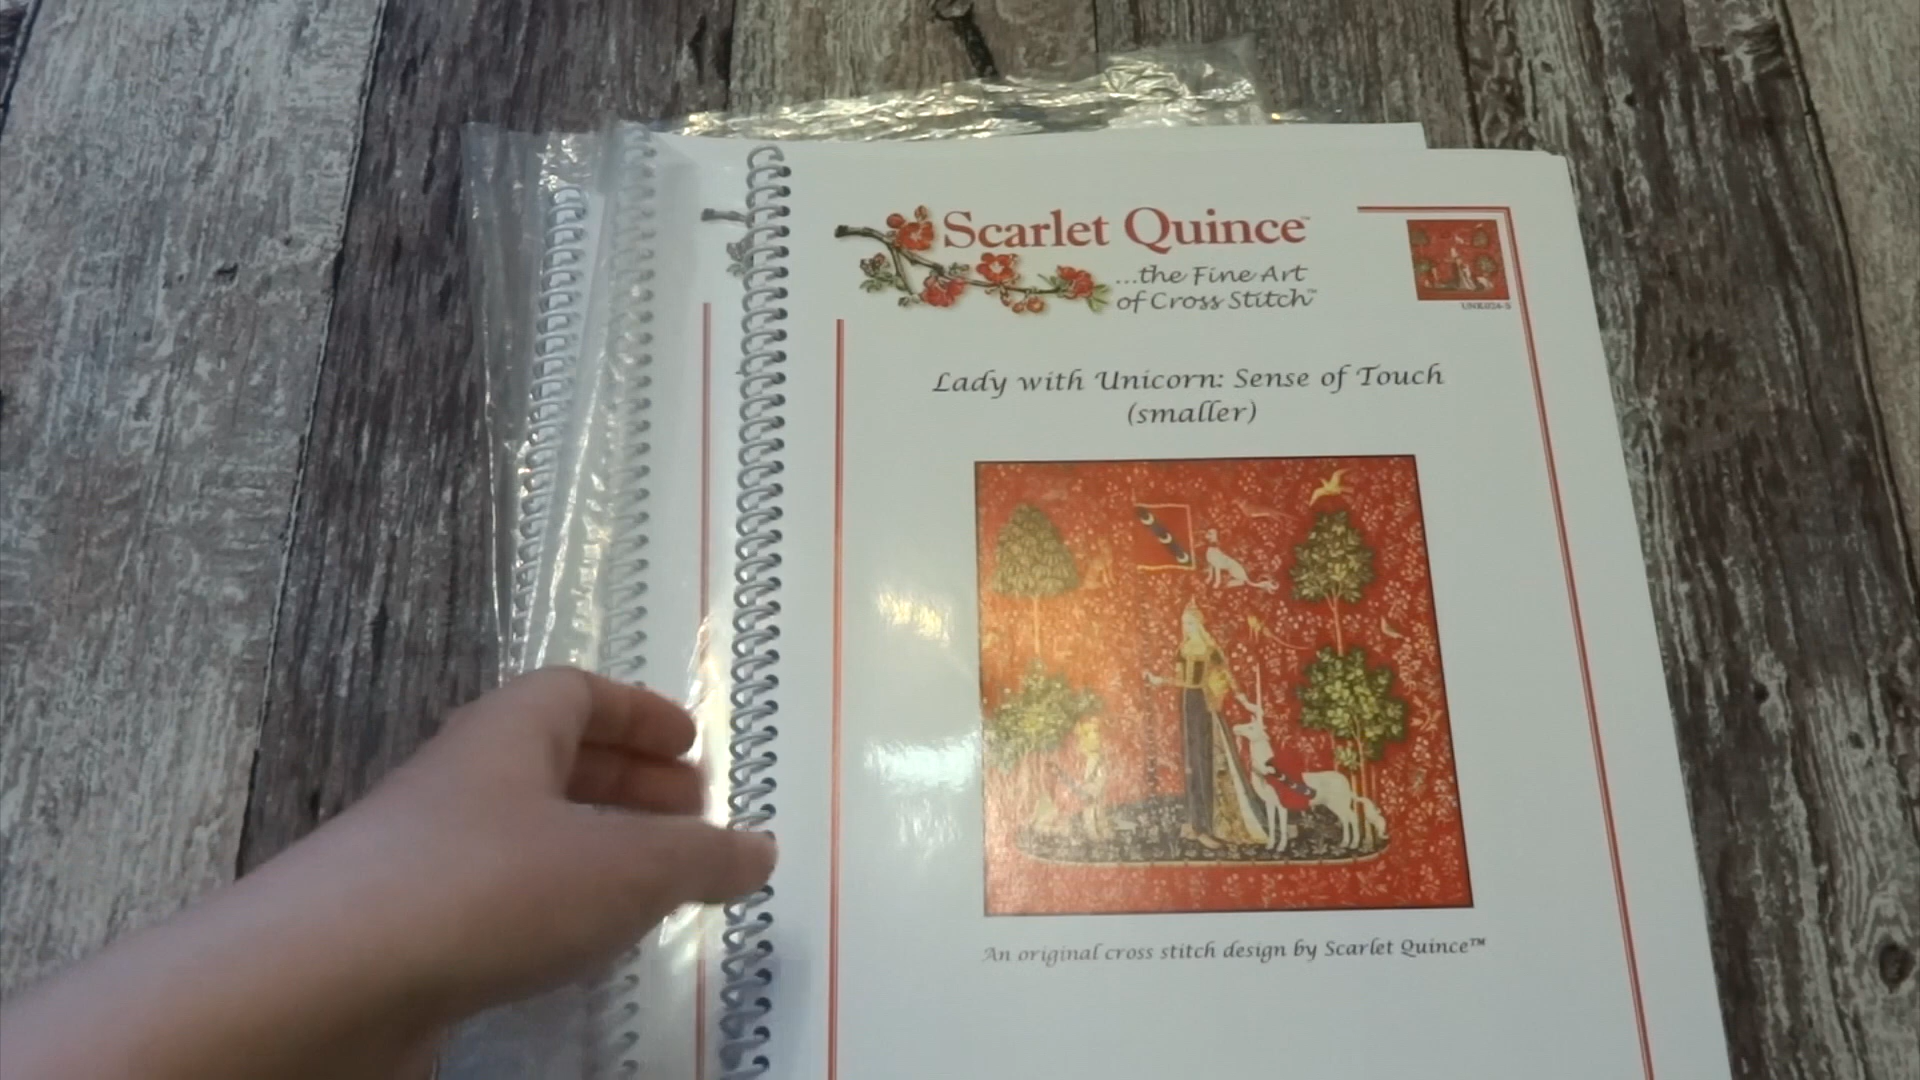 Scarlet Quince™
...the Fine Art
of Cross Stitch™
Lady with Unicorn: Sense of Touch
(smaller)
An original cross stitch design by Scarlet Quince™